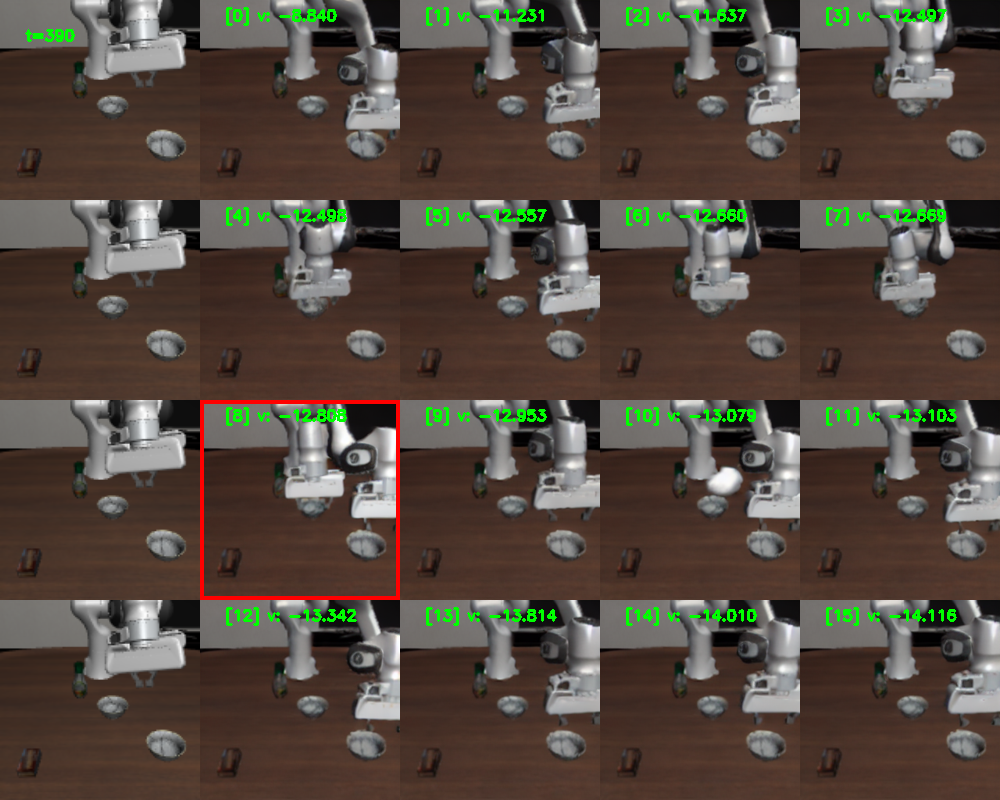 t=390
[0] v: -6.840
[1] v: -11.231
[2] v: -11.637
[3] v: -12.497
[4] v: -12.498
[5] v: -12.557
[6] v: -12.660
[7] v: -12.669
[8] v: -12.808
[9] v: -12.953
[10] v: -13.079
[11] v: -13.103
[12] v: -13.342
[13] v: -13.814
[14] v: -14.010
[15] v: -14.116